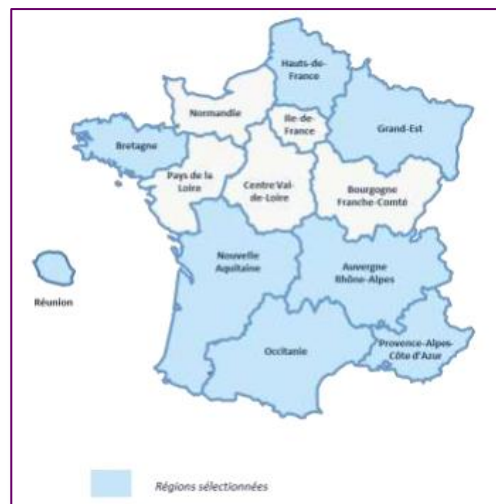 Hauts-de-
France
Normandie
Ile-de-
France
Grand-Est
Bretagne
Pays de la
Loire
Centre Val-
de-Loire
Bourgogne
Franche-Comté
Nouvelle
Aquitaine
Auvergne
Rhône-Alpes
Réunion
Occitanie
Provence-Alpes-
Côte d'Azur
Régions sélectionnées